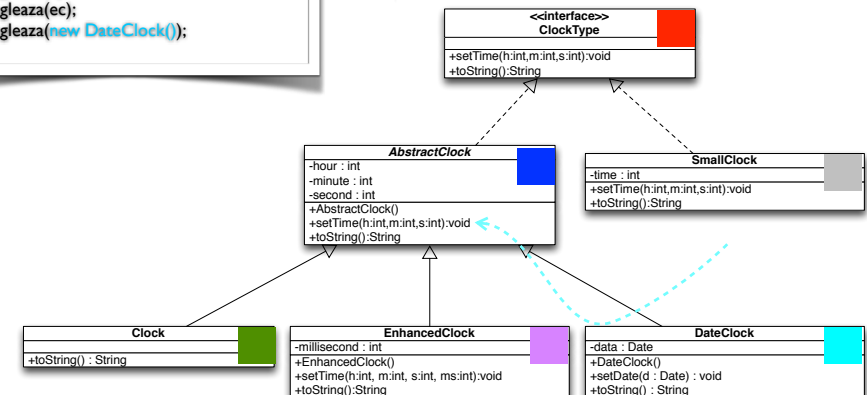 gleaza(ec);
gleaza(new DateClock());
<<interface>>
ClockType
+setTime(h:int,m:int,s:int):void
+toString():String
AbstractClock
-hour : int
-minute : int
-second : int
+AbstractClock()
+setTime(h:int,m:int,s:int):void
+toString():String
SmallClock
-time : int
+setTime(h:int,m:int,s:int):void
+toString():String
Clock
+toString() : String
EnhancedClock
-millisecond : int
+EnhancedClock()
+setTime(h:int, m:int, s:int, ms:int):void
+toString():String
DateClock
-data : Date
+DateClock()
+setDate(d : Date) : void
+toString() : String